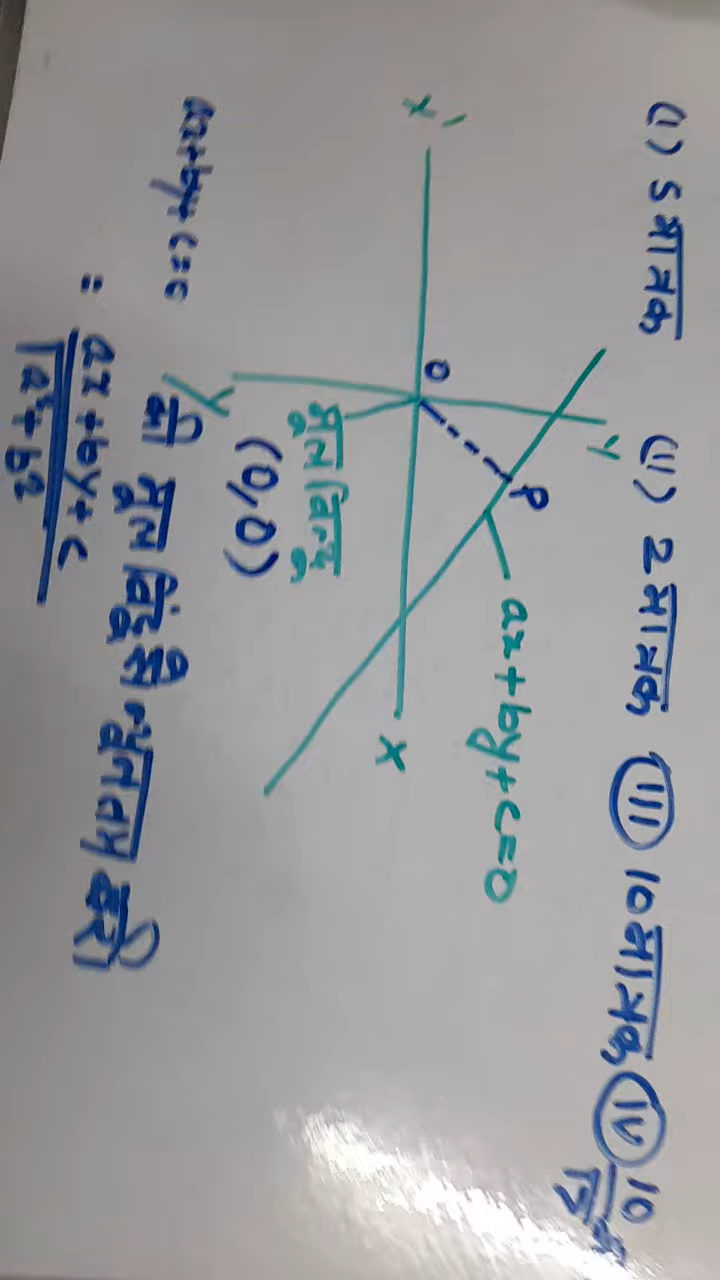 (i) 5 मात्रक (ii) 2 मात्रक (iii) 10 मात्रक (iv) 10
Y
P
ax+by+c=0
X' O X
मूल बिन्दु
(0,0)
Y'
ax+by+c=0 की मूल बिंदु से न्यूनतम दूरी
= ax+by+c
√a²+b²